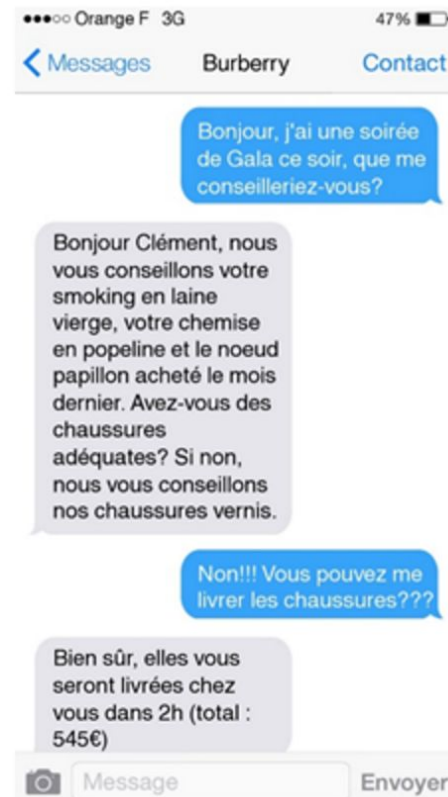 Orange F 3G 47%
Messages Burberry Contact
Bonjour, j'ai une soirée
de Gala ce soir, que me
conseilleriez-vous?
Bonjour Clément, nous
vous conseillons votre
smoking en laine
vierge, votre chemise
en popeline et le noeud
papillon acheté le mois
dernier. Avez-vous des
chaussures
adéquates? Si non,
nous vous conseillons
nos chaussures vernis.
Non!!! Vous pouvez me
livrer les chaussures???
Bien sûr, elles vous
seront livrées chez
vous dans 2h (total :
545€)
Message Envoyer